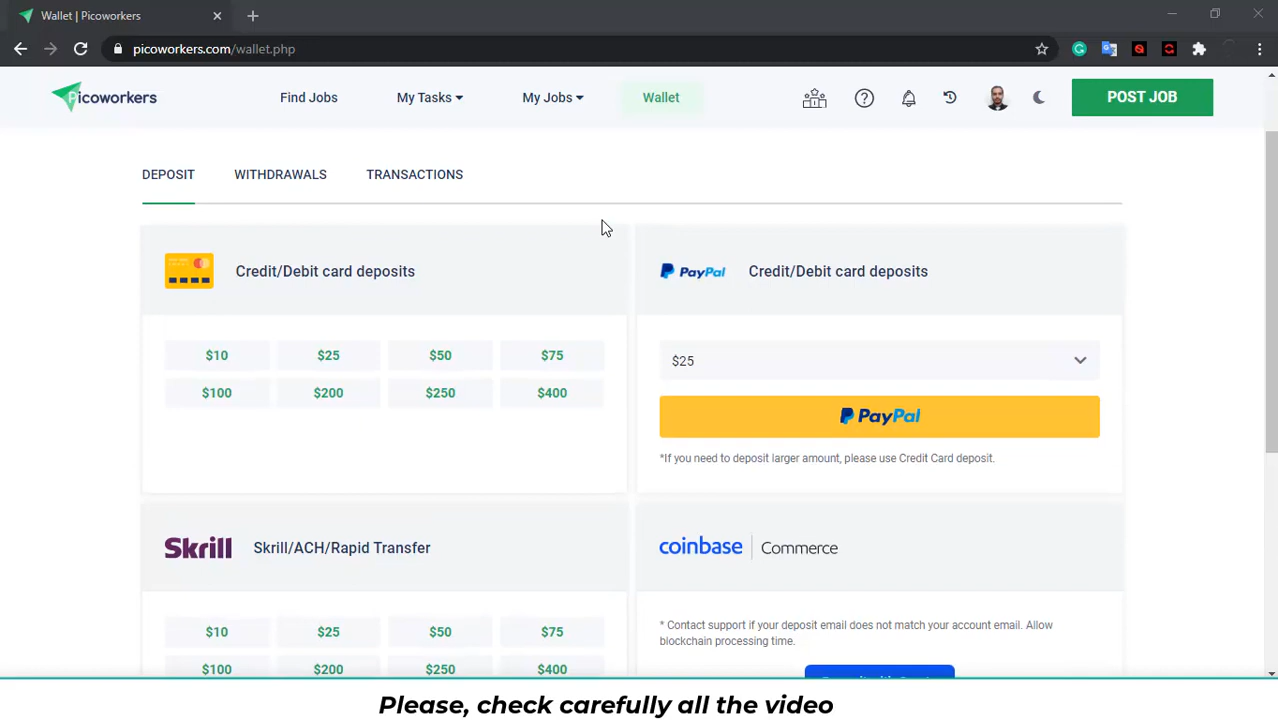 Wallet | Picoworkers
picoworkers.com/wallet.php
Picoworkers
Find Jobs
My Tasks
My Jobs
Wallet
POST JOB
DEPOSIT
WITHDRAWALS
TRANSACTIONS
Credit/Debit card deposits
$10 $25 $50 $75
$100 $200 $250 $400
PayPal
Credit/Debit card deposits
$25
PayPal
*If you need to deposit larger amount, please use Credit Card deposit.
Skrill
Skrill/ACH/Rapid Transfer
$10 $25 $50 $75
$100 $200 $250 $400
coinbase Commerce
* Contact support if your deposit email does not match your account email. Allow
blockchain processing time.
Please, check carefully all the video